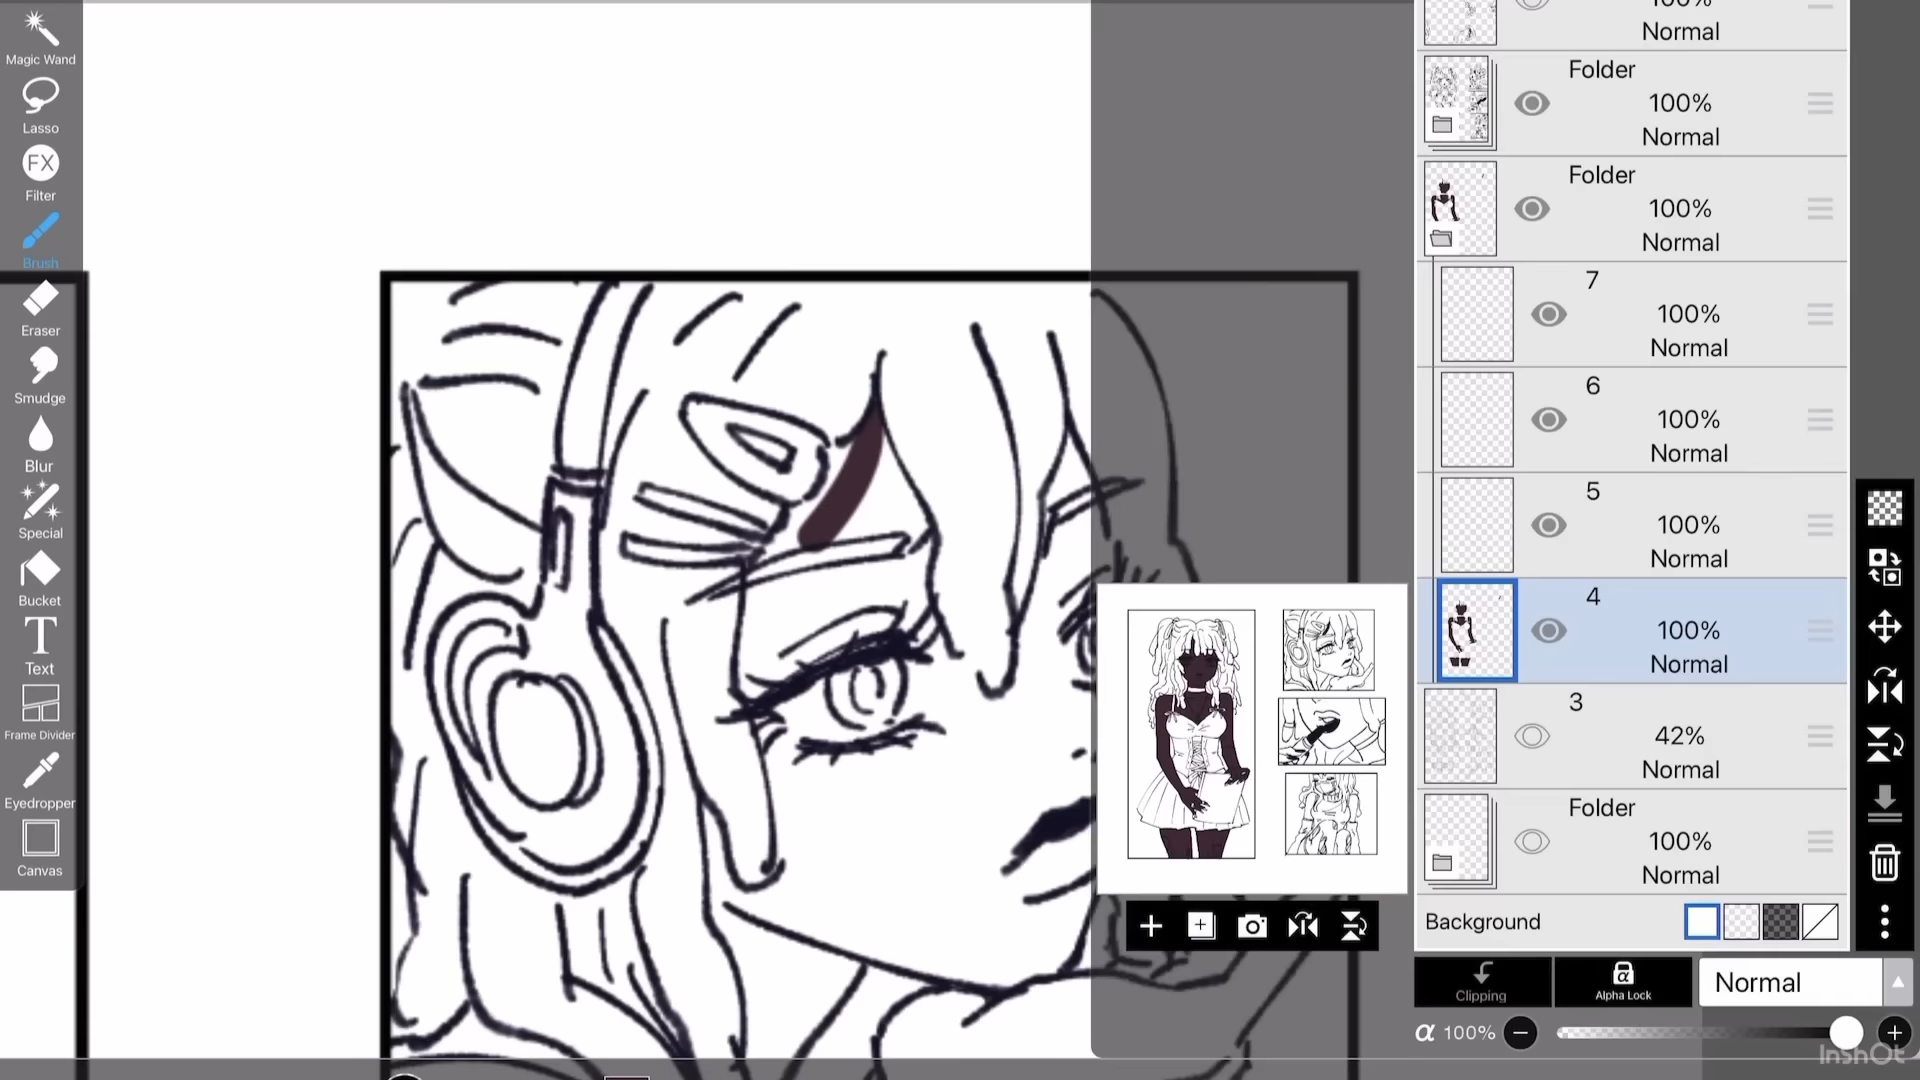 Magic Wand
Lasso
FX
Filter
Brush
Eraser
Smudge
Blur
Special
Bucket
T
Text
Frame Divider
Eyedropper
Canvas
100%
Normal
Folder
100%
Normal
Folder
100%
Normal
7
100%
Normal
6
100%
Normal
5
100%
Normal
4
100%
Normal
3
42%
Normal
Folder
100%
Normal
Background
Clipping
α
Alpha Lock
Normal
α 100%
InShOt